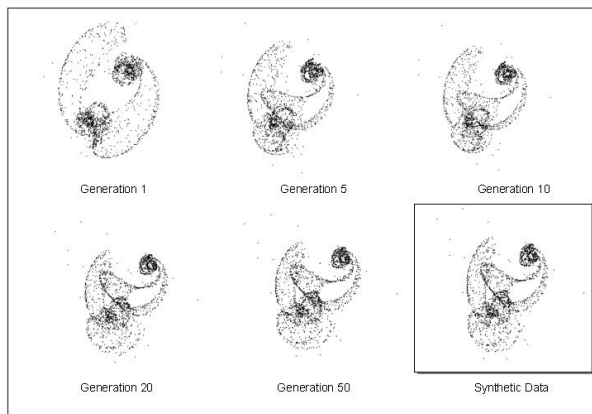 Generation 1
Generation 5
Generation 10
Generation 20
Generation 50
Synthetic Data